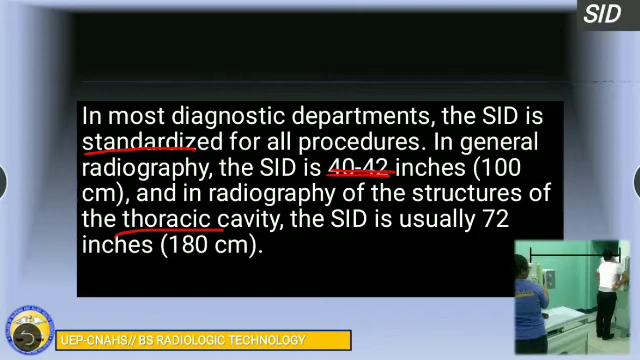 SID
In most diagnostic departments, the SID is
standardized for all procedures. In general
radiography, the SID is 40-42 inches (100
cm), and in radiography of the structures of
the thoracic cavity, the SID is usually 72
inches (180 cm).
UEP-CNAHS// BS RADIOLOGIC TECHNOLOGY